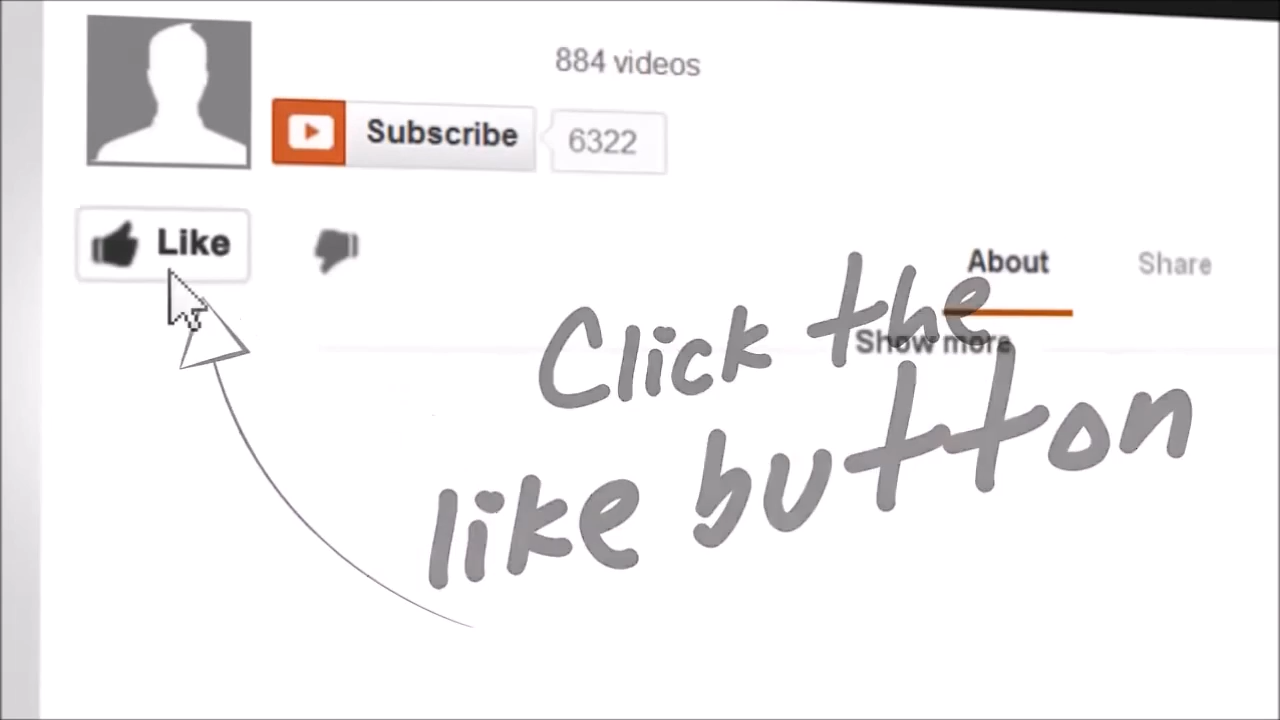 884 videos
Subscribe
6322
Like
About
Share
Show more
Click the
like button